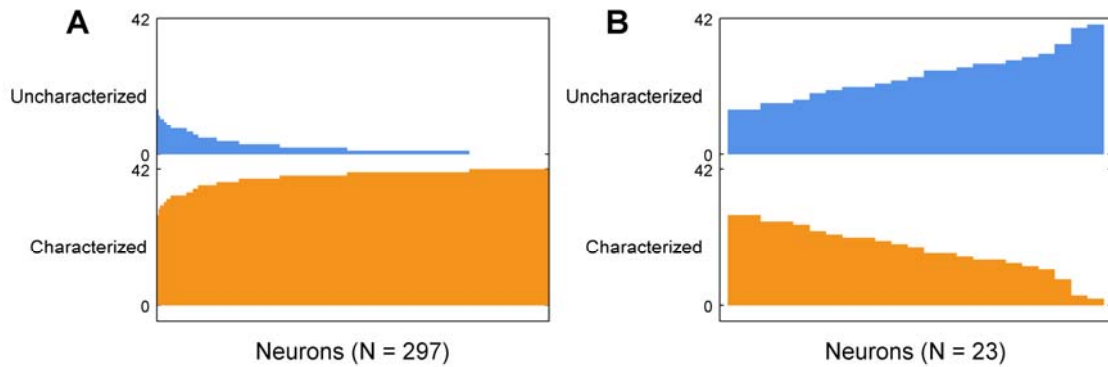 A
42
Uncharacterized
0
42
Characterized
0
Neurons (N = 297)
B
42
Uncharacterized
0
42
Characterized
0
Neurons (N = 23)